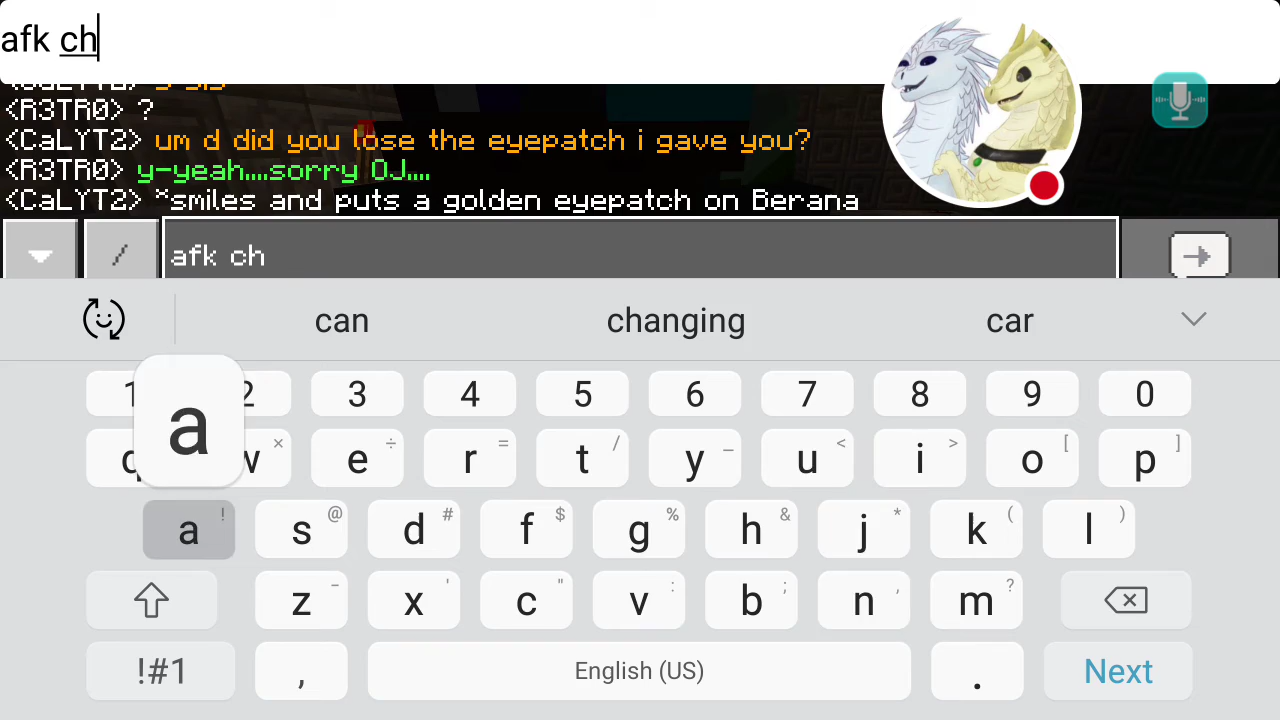 afk ch
<R3TR0> ?
<CaLYT2> um d did you lose the eyepatch i gave you?
<R3TR0> y-yeah....sorry OJ....
<CaLYT2> *smiles and puts a golden eyepatch on Berana
/ afk ch
can changing car
1 2 3 4 5 6 7 8 9 0
a
q w × e ÷ r = t / y _ u < i > o [ p ]
a ! s @ d # f $ g % h & j * k ( l )
z - x ' c " v : b ; n , m ?
!#1 , English (US) . Next